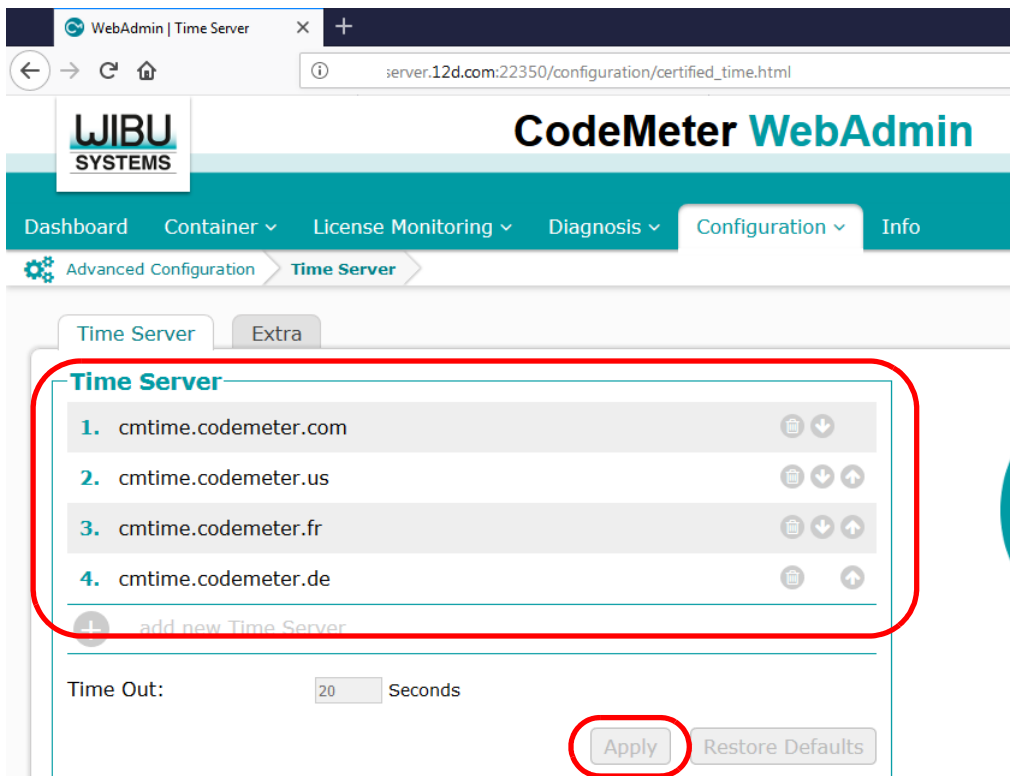 WebAdmin | Time Server
server.12d.com:22350/configuration/certified_time.html
WIBU
SYSTEMS
CodeMeter WebAdmin
Dashboard Container License Monitoring Diagnosis Configuration Info
Advanced Configuration Time Server
Time Server Extra
Time Server
1. cmtime.codemeter.com
2. cmtime.codemeter.us
3. cmtime.codemeter.fr
4. cmtime.codemeter.de
add new Time Server
Time Out: 20 Seconds
Apply Restore Defaults